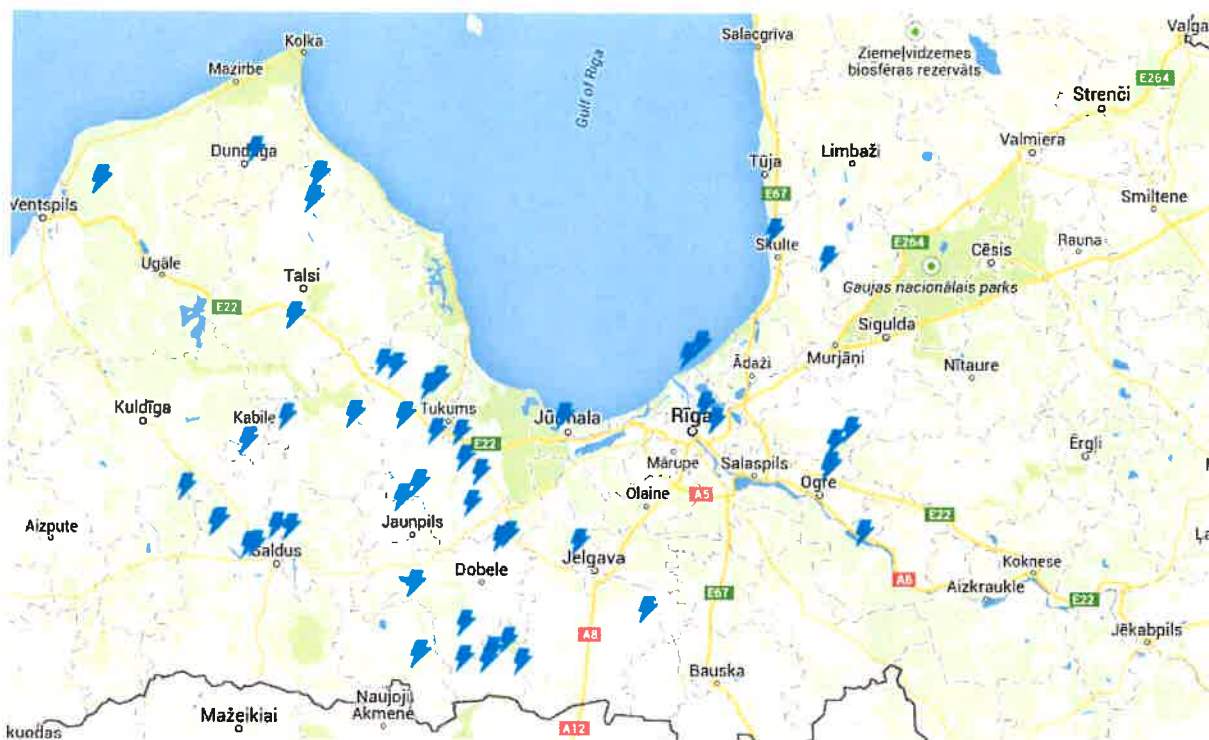 Kolka
Mazirbe
Gulf of Riga
Salacgrīva
Ziemeļvidzemes
biosfēras rezervāts
Valga
E264
Strenči
Valmiera
Dundaga
Limbaži
Tūja
E67
Smiltene
Ventspils
Skulte
E264
Cēsis
Rauna
Ugāle
Talsi
Gaujas nacionālais parks
E22
Sigulda
Murjāņi
Ādaži
Nītaure
Kuldīga
Kabile
Tukums
Jūrmala
Rīga
E22
Ērgļi
Mārupe
Salaspils
Olaine
A5
Ogre
Aizpute
Jaunpils
E22
Saldus
Jelgava
Dobele
Koknese
A6
Aizkraukle
E67
E22
A8
Jēkabpils
Bauska
Naujoji
Akmenė
Mažeikiai
A12
kuodas